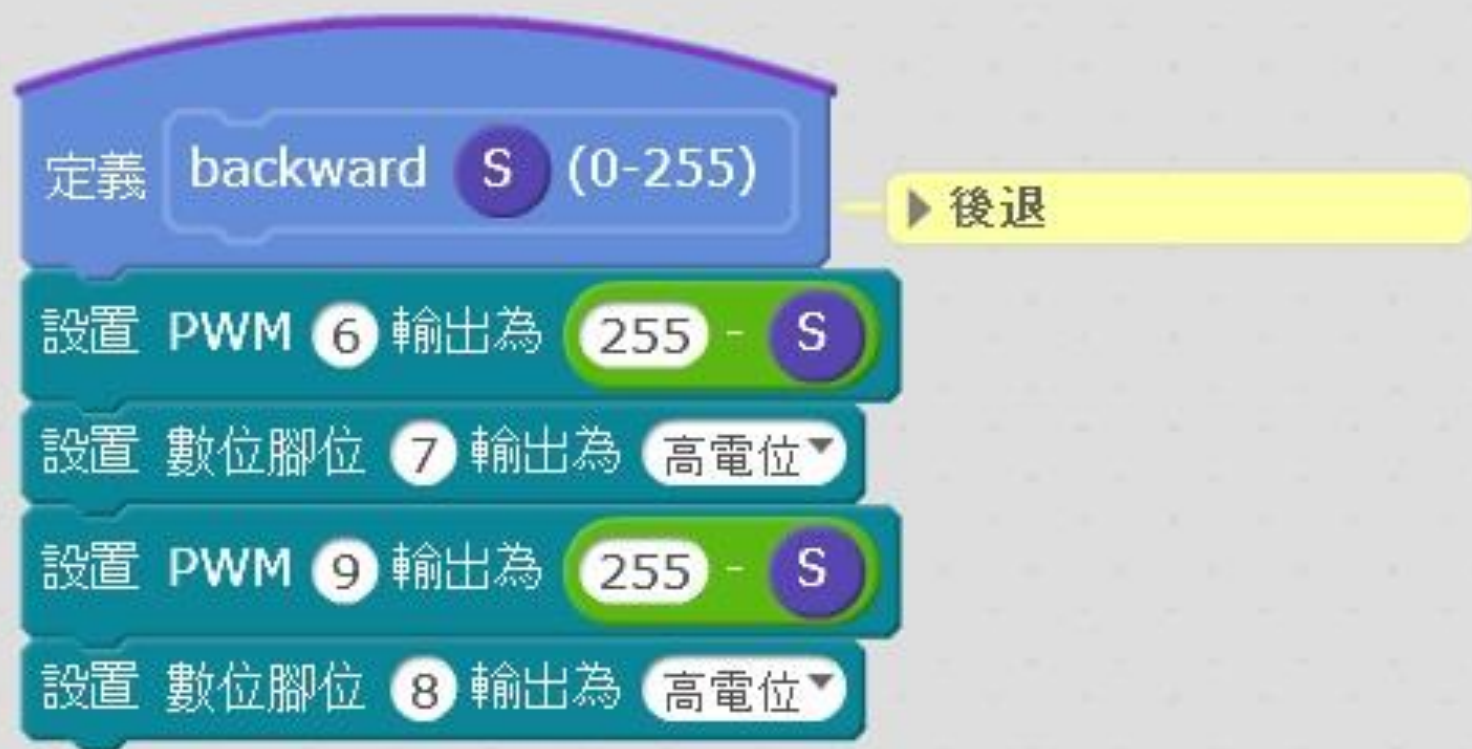 定義 backward S (0-255)
後退
設置 PWM 6 輸出為 255 - S
設置 數位腳位 7 輸出為 高電位
設置 PWM 9 輸出為 255 - S
設置 數位腳位 8 輸出為 高電位